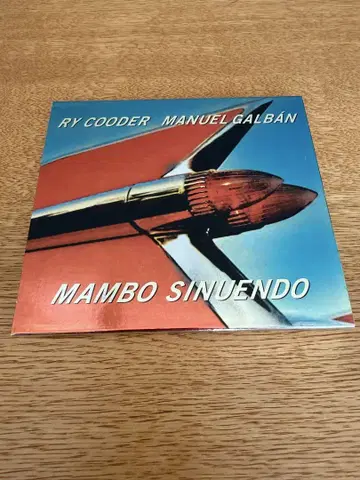 RY COODER MANUEL GALBÁN
MAMBO SINUENDO